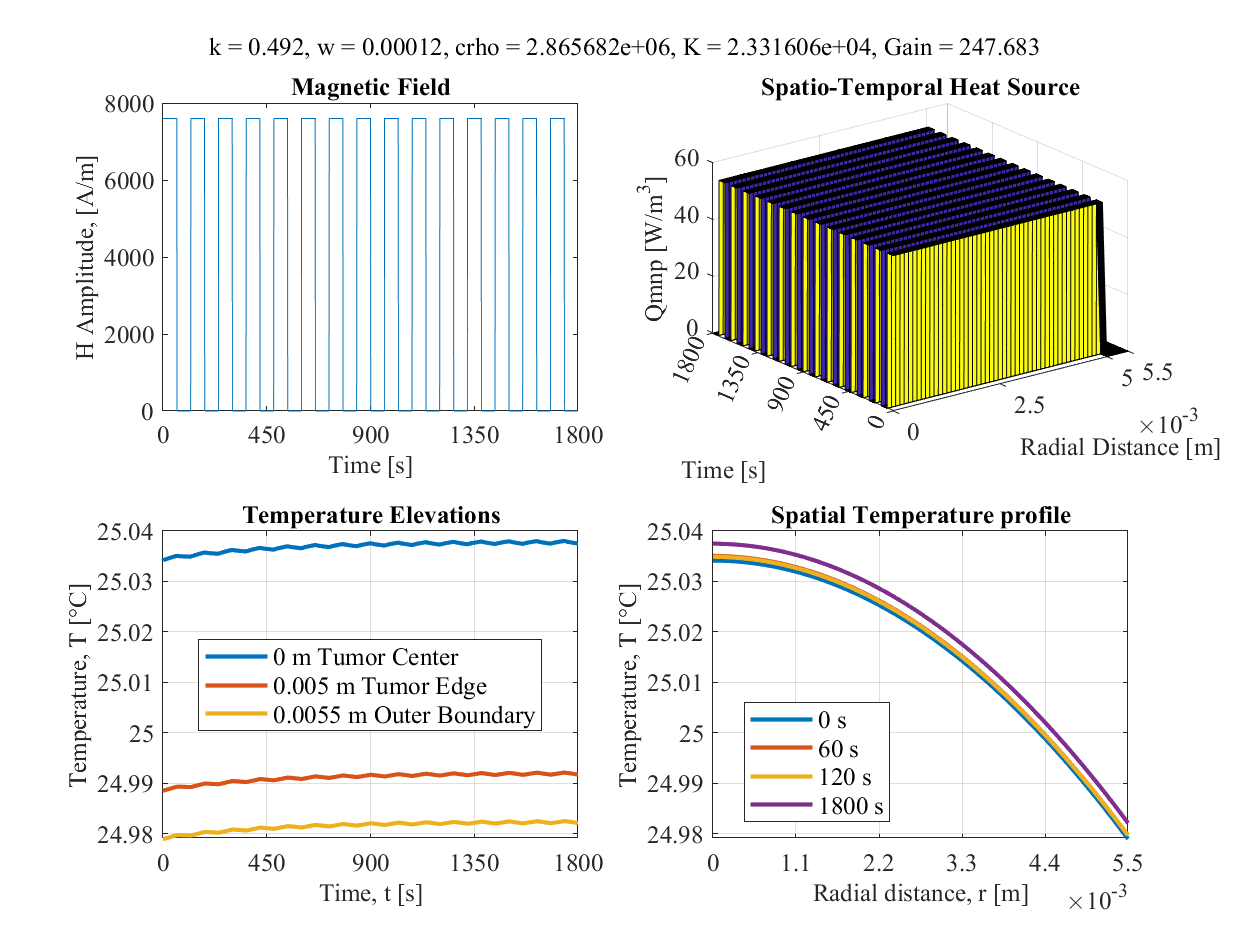 k = 0.492, w = 0.00012, crho = 2.865682e+06, K = 2.331606e+04, Gain = 247.683
Magnetic Field
H Amplitude, [A/m]
8000
6000
4000
2000
0
0 450 900 1350 1800
Time [s]
Spatio-Temporal Heat Source
Qmnp [W/m³]
60
40
20
0
1800
1350
900
450
0
Time [s]
0
2.5
5
5.5
×10⁻³
Radial Distance [m]
Temperature Elevations
Temperature, T [°C]
25.04
25.03
25.02
25.01
25
24.99
24.98
0 m Tumor Center
0.005 m Tumor Edge
0.0055 m Outer Boundary
0 450 900 1350 1800
Time, t [s]
Spatial Temperature profile
Temperature, T [°C]
25.04
25.03
25.02
25.01
25
24.99
24.98
0 s
60 s
120 s
1800 s
0 1.1 2.2 3.3 4.4 5.5
Radial distance, r [m]
×10⁻³